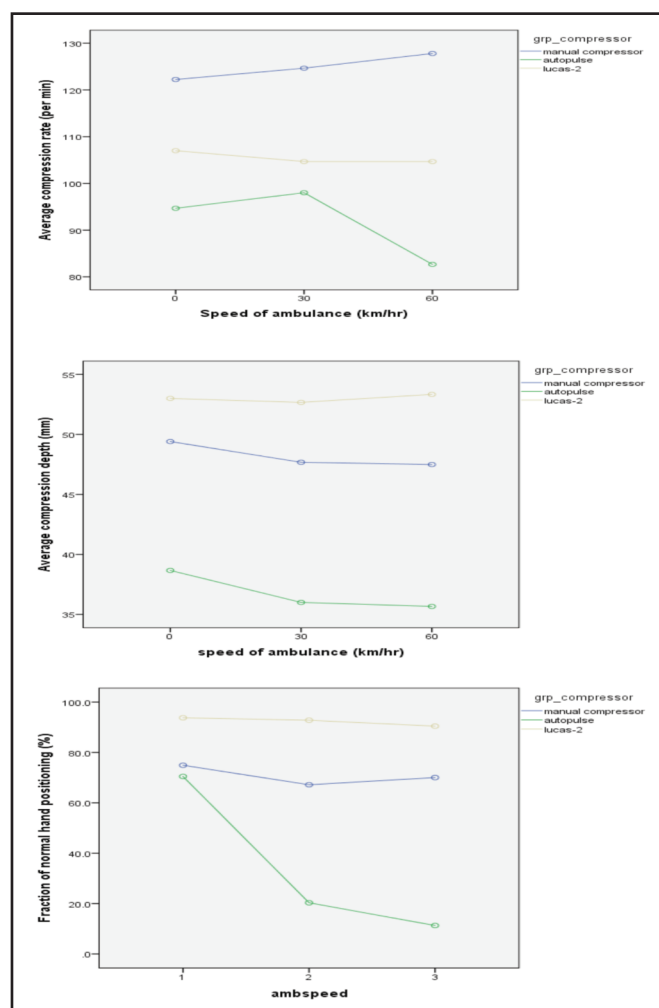 grp_compressor
manual compressor
autopulse
lucas-2
Average compression rate (per min)
130
120
110
100
90
80
0 30 60
Speed of ambulance (km/hr)
grp_compressor
manual compressor
autopulse
lucas-2
Average compression depth (mm)
55
50
45
40
35
0 30 60
speed of ambulance (km/hr)
grp_compressor
manual compressor
autopulse
lucas-2
Fraction of normal hand positioning (%)
100.0
80.0
60.0
40.0
20.0
.0
1 2 3
ambspeed